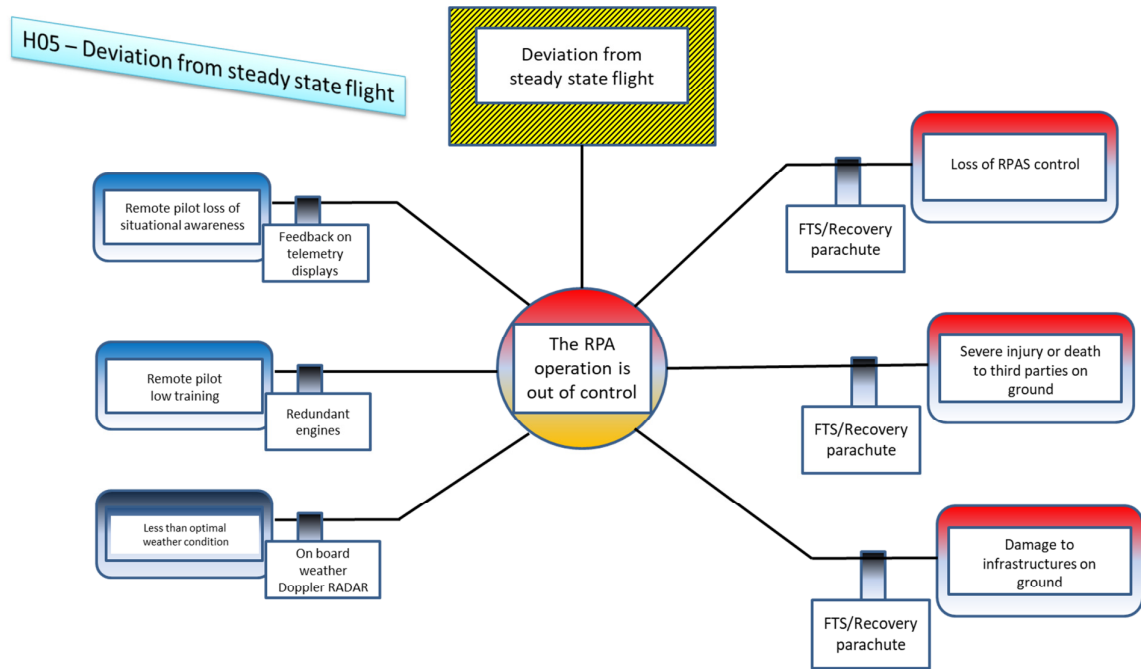 H05 – Deviation from steady state flight
Deviation from
steady state flight
Remote pilot loss of
situational awareness
Feedback on
telemetry
displays
Remote pilot
low training
Redundant
engines
Less than optimal
weather condition
On board
weather
Doppler RADAR
The RPA
operation is
out of control
Loss of RPAS control
FTS/Recovery
parachute
Severe injury or death
to third parties on
ground
FTS/Recovery
parachute
Damage to
infrastructures on
ground
FTS/Recovery
parachute